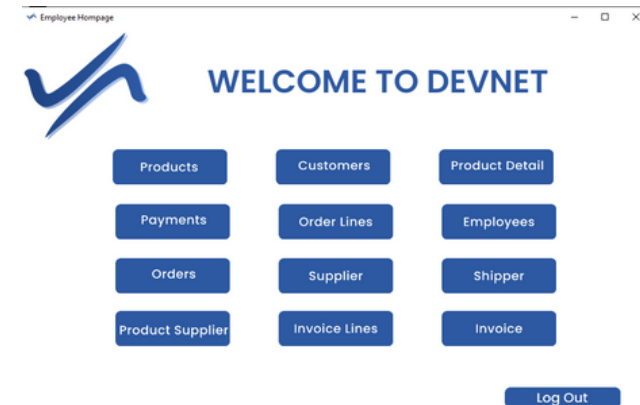 Employee Hompage
WELCOME TO DEVNET
Products
Customers
Product Detail
Payments
Order Lines
Employees
Orders
Supplier
Shipper
Product Supplier
Invoice Lines
Invoice
Log Out